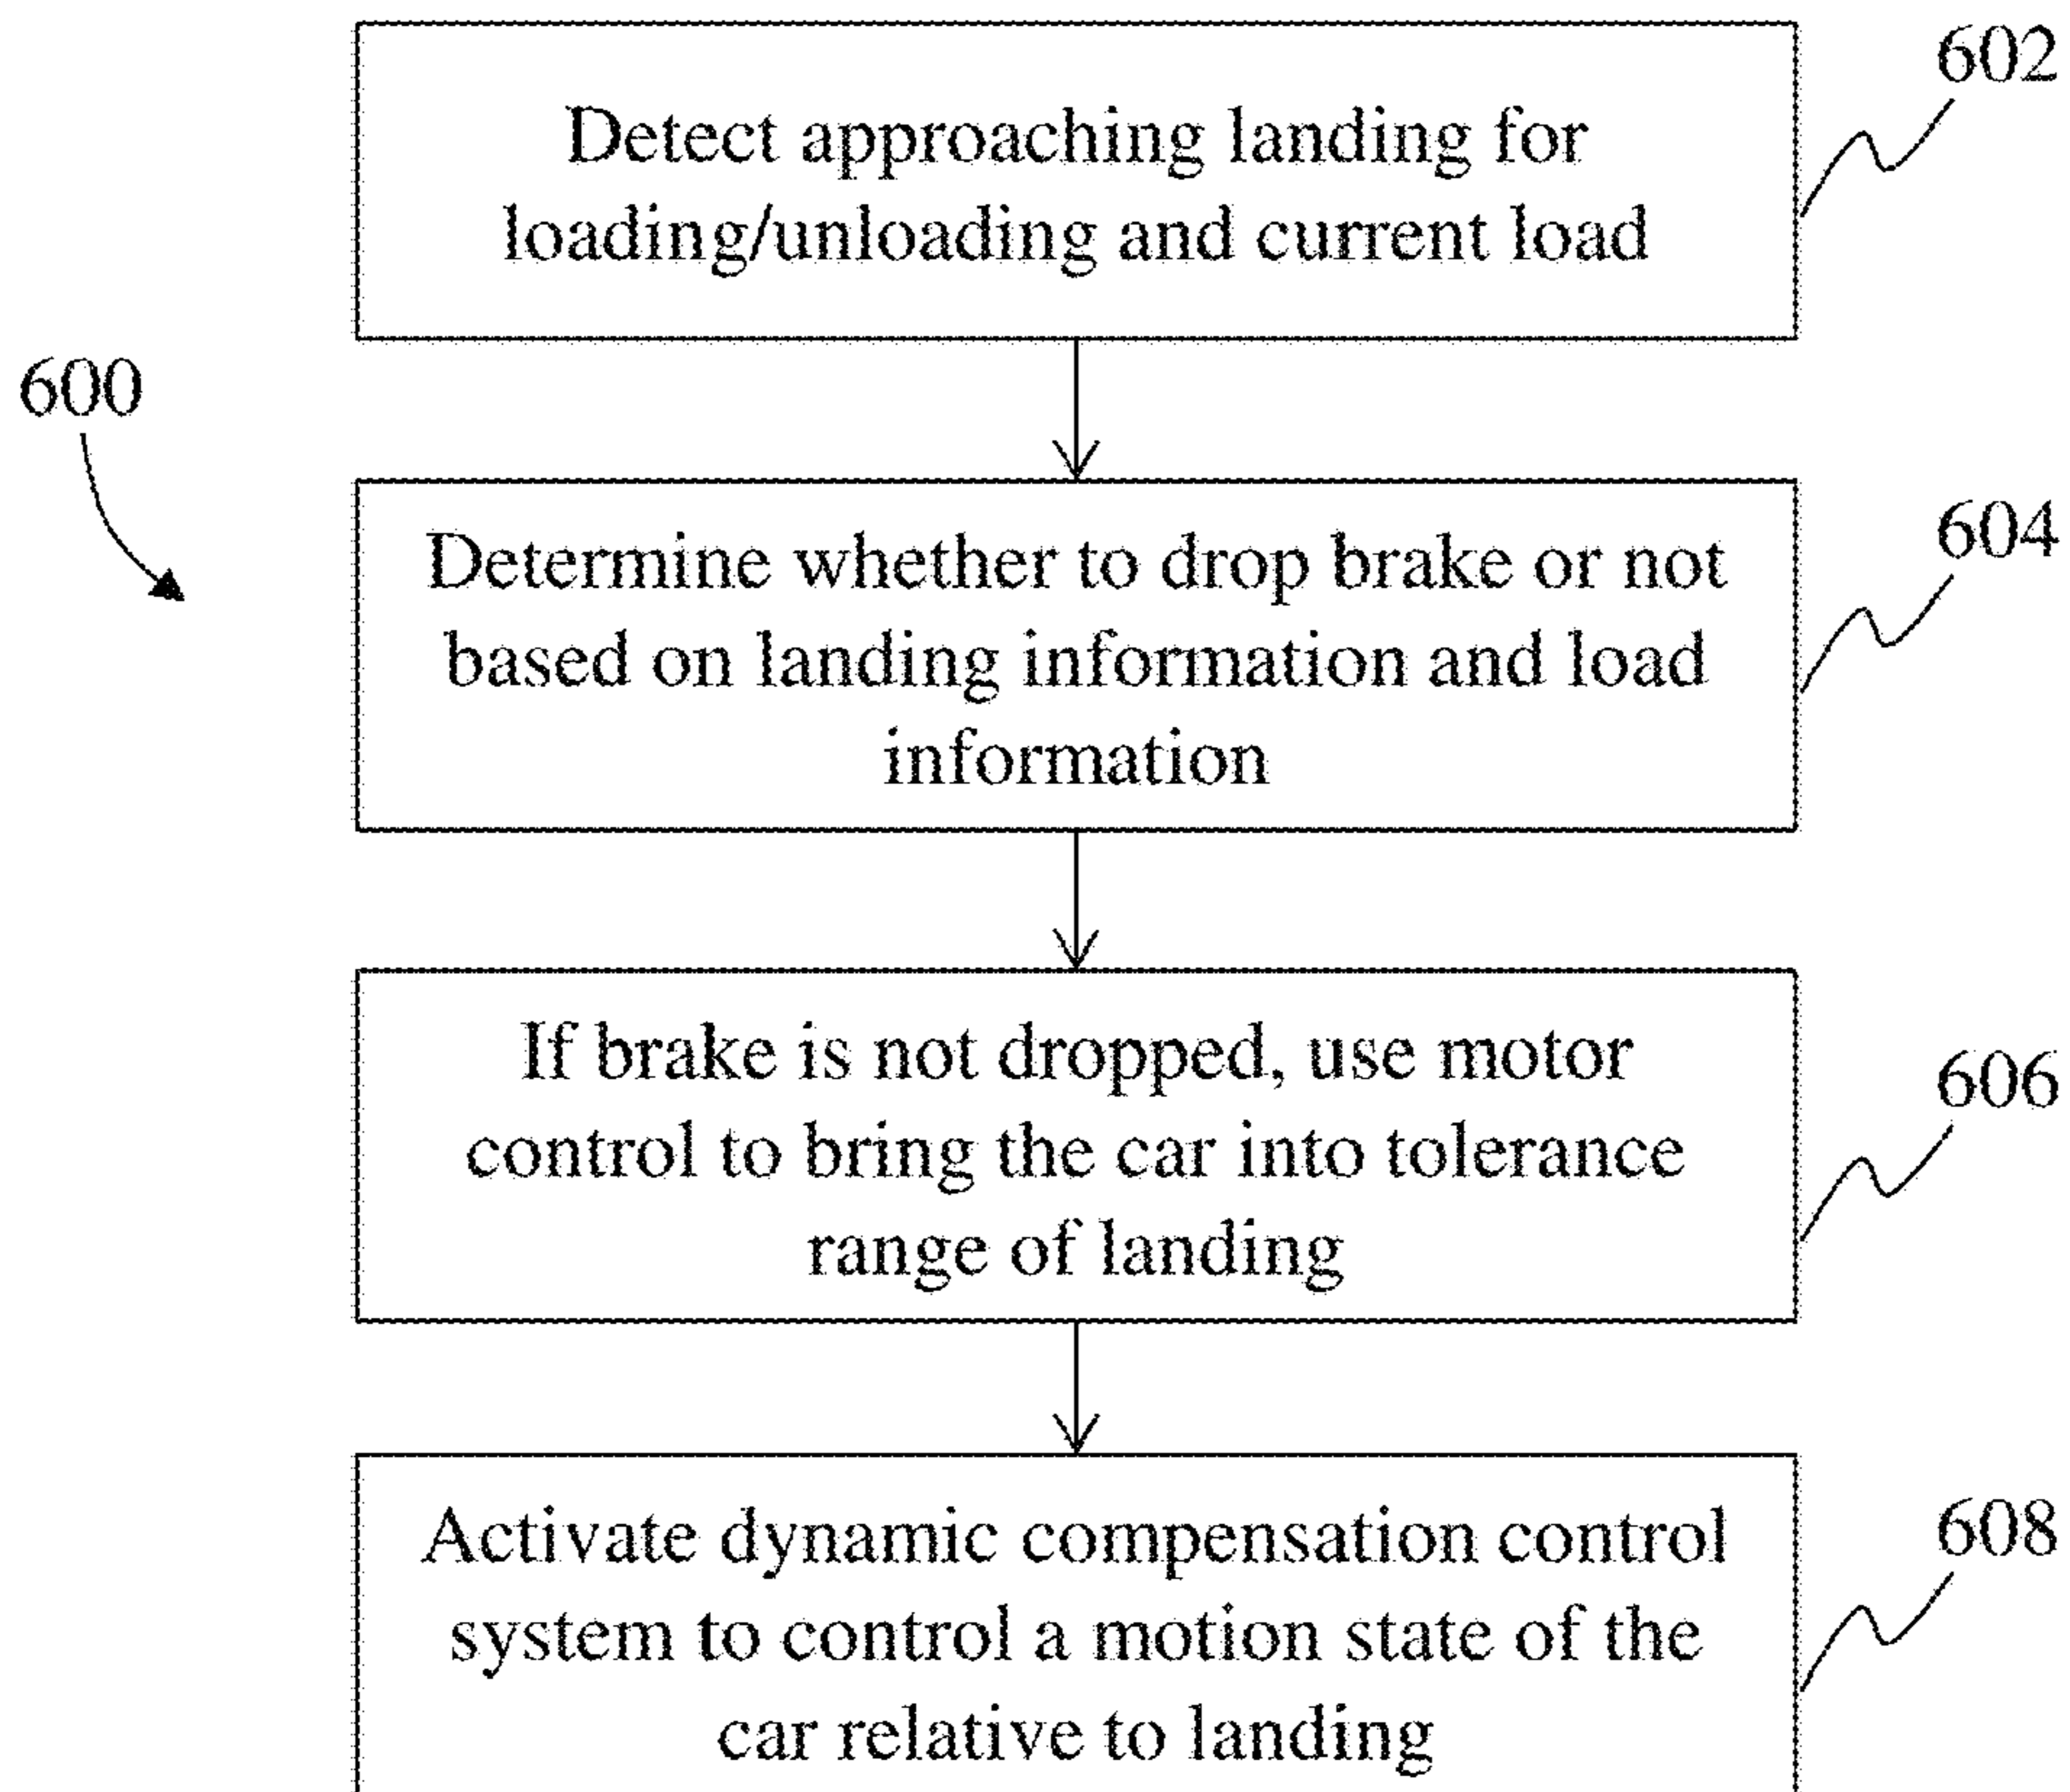 602
Detect approaching landing for
loading/unloading and current load
600
604
Determine whether to drop brake or not
based on landing information and load
information
606
If brake is not dropped, use motor
control to bring the car into tolerance
range of landing
608
Activate dynamic compensation control
system to control a motion state of the
car relative to landing